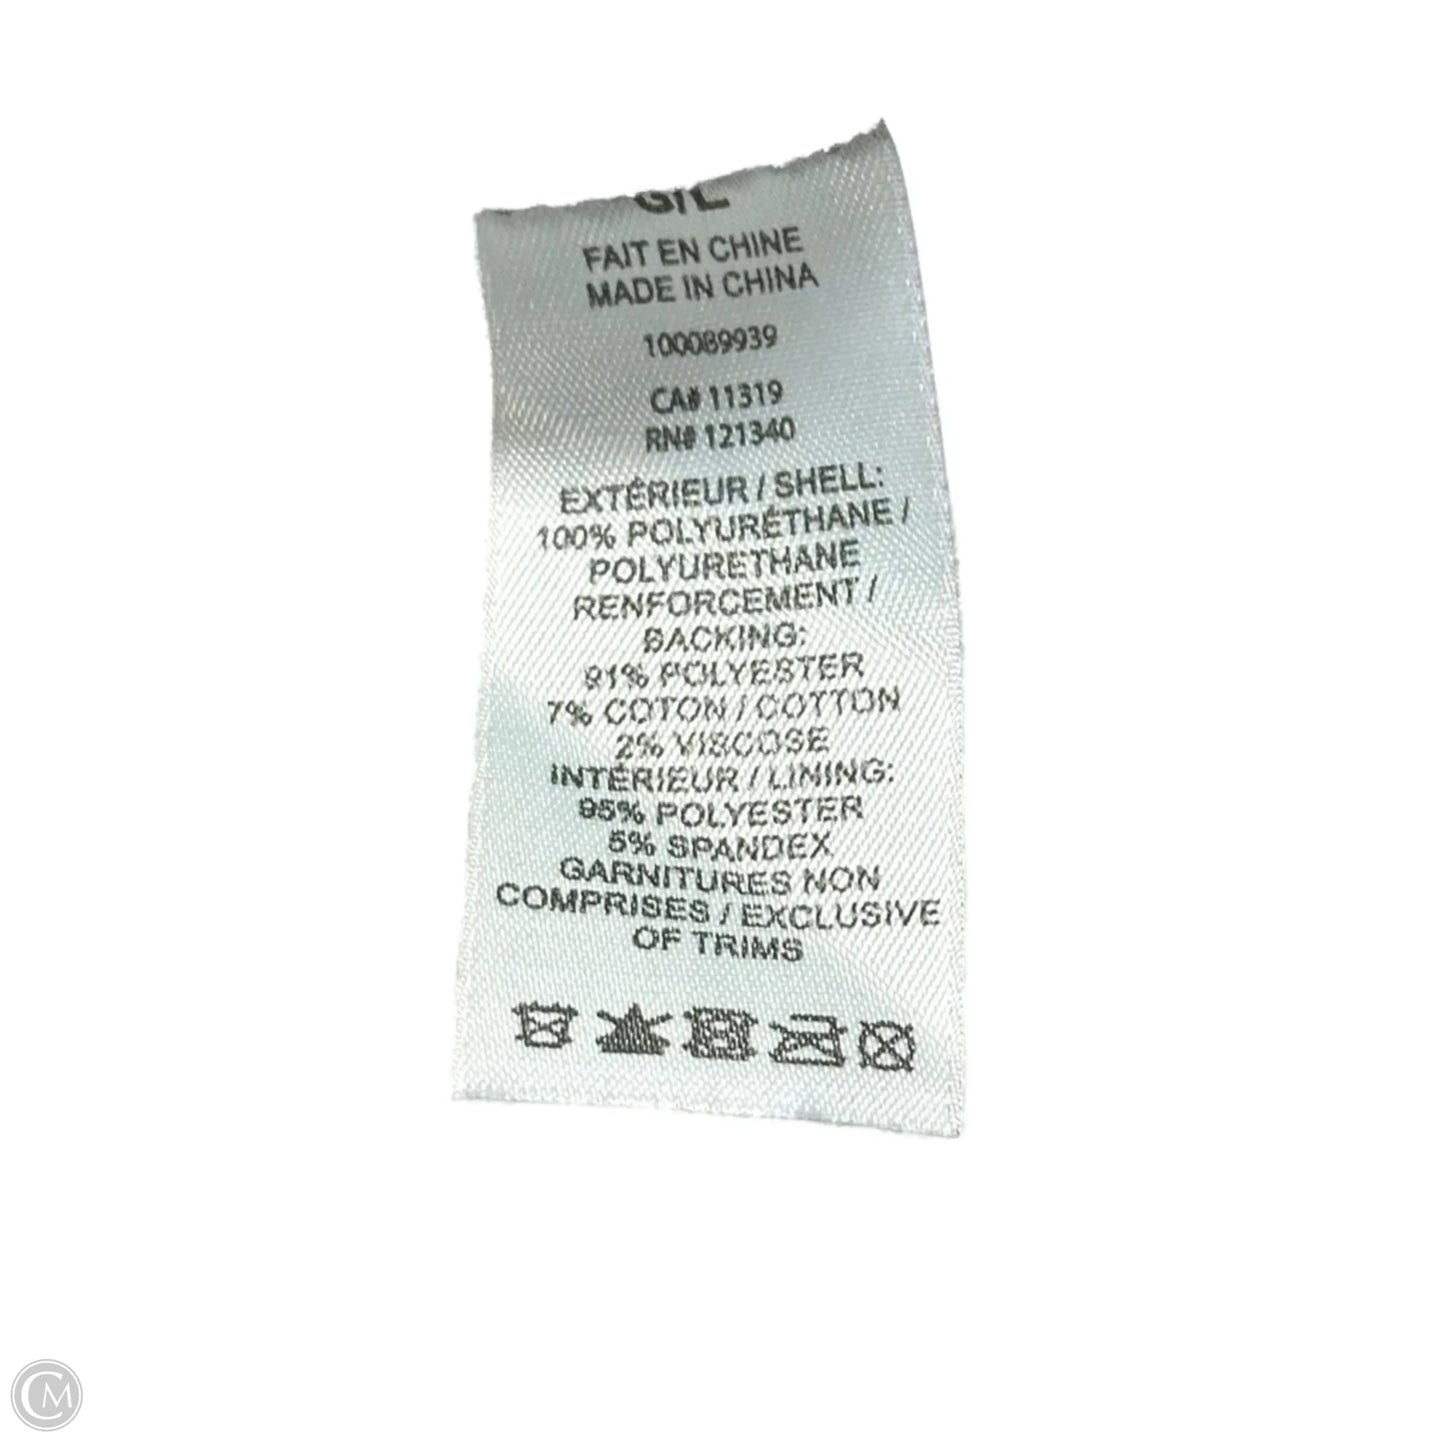 G/L
FAIT EN CHINE
MADE IN CHINA
100089939
CA# 11319
RN# 121340
EXTÉRIEUR / SHELL:
100% POLYURÉTHANE /
POLYURETHANE
RENFORCEMENT /
BACKING:
91% POLYESTER
7% COTON / COTTON
2% VISCOSE
INTÉRIEUR / LINING:
95% POLYESTER
5% SPANDEX
GARNITURES NON
COMPRISES / EXCLUSIVE
OF TRIMS
CM